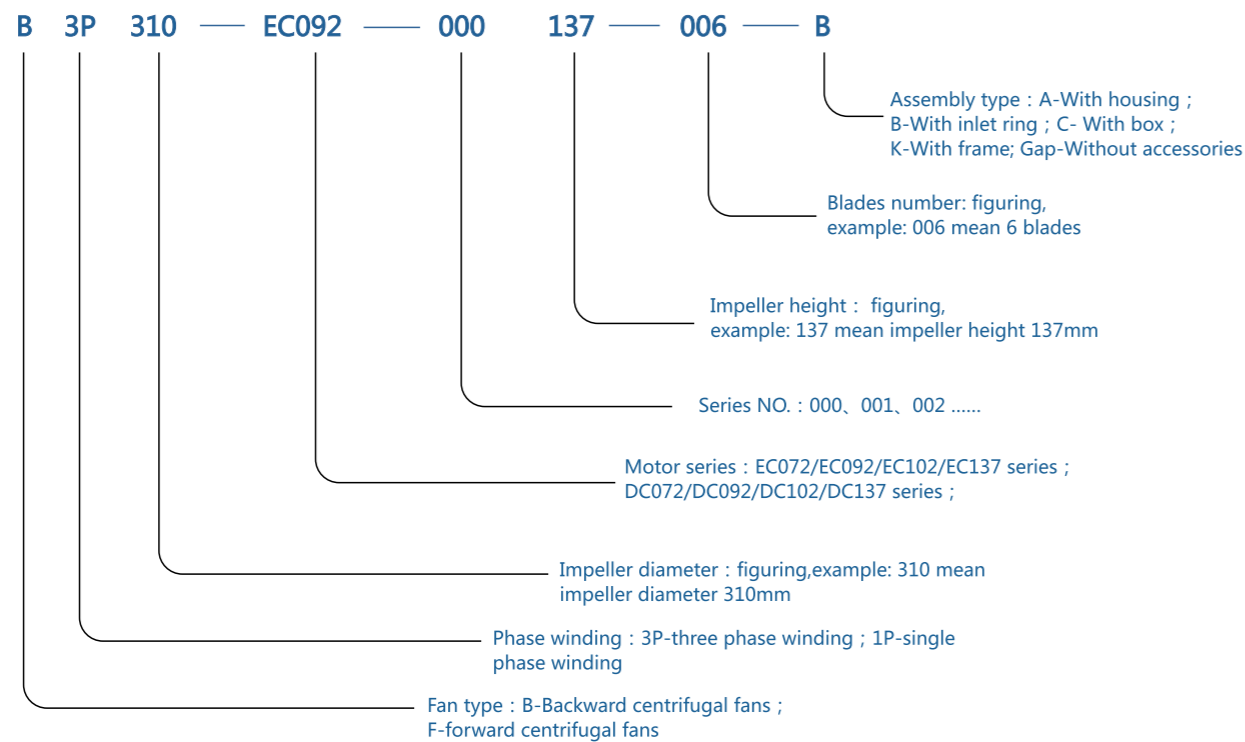 B 3P 310 — EC092 — 000 137 — 006 — B
Assembly type：A-With housing；
B-With inlet ring；C- With box；
K-With frame; Gap-Without accessories
Blades number: figuring,
example: 006 mean 6 blades
Impeller height： figuring,
example: 137 mean impeller height 137mm
Series NO.：000、001、002 ......
Motor series：EC072/EC092/EC102/EC137 series；
DC072/DC092/DC102/DC137 series；
Impeller diameter：figuring,example: 310 mean
impeller diameter 310mm
Phase winding：3P-three phase winding；1P-single
phase winding
Fan type：B-Backward centrifugal fans；
F-forward centrifugal fans